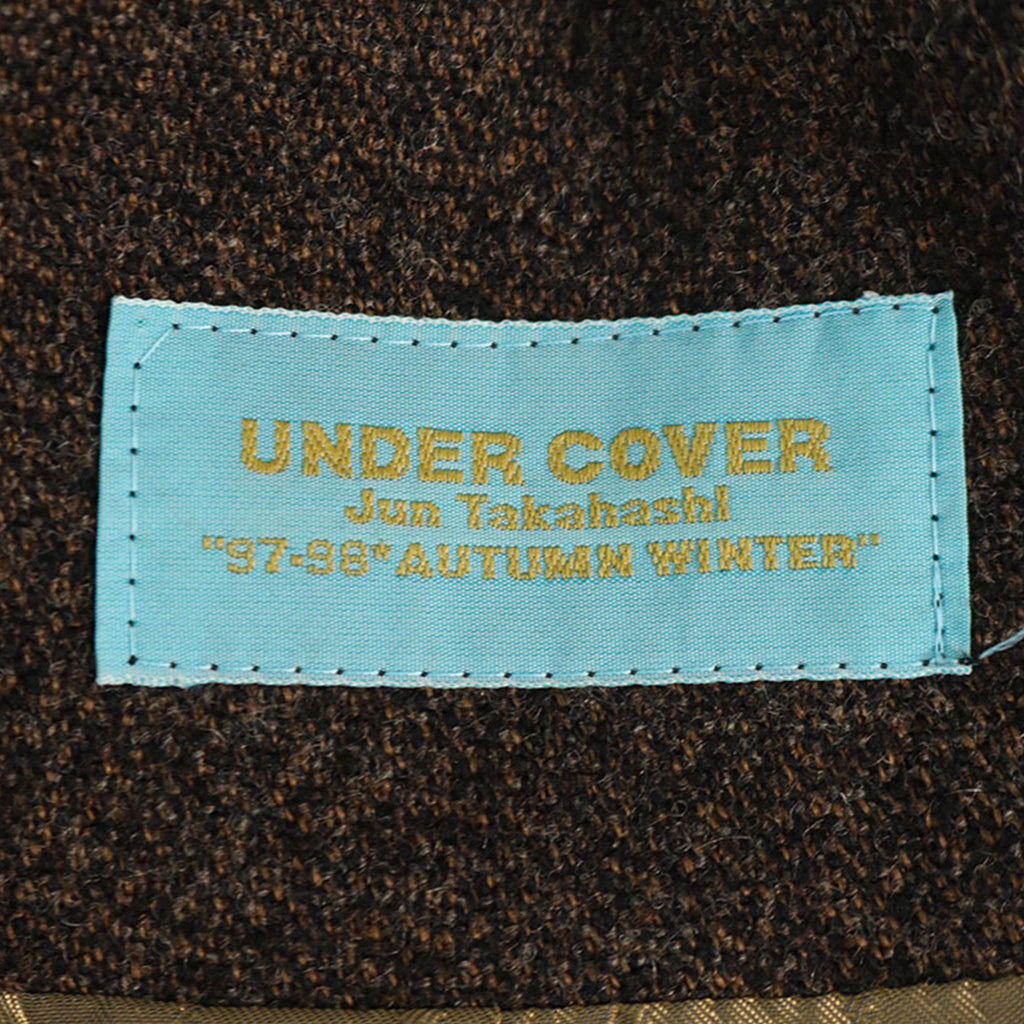 UNDER COVER
Jun Takahashi
"97-98*AUTUMN WINTER"